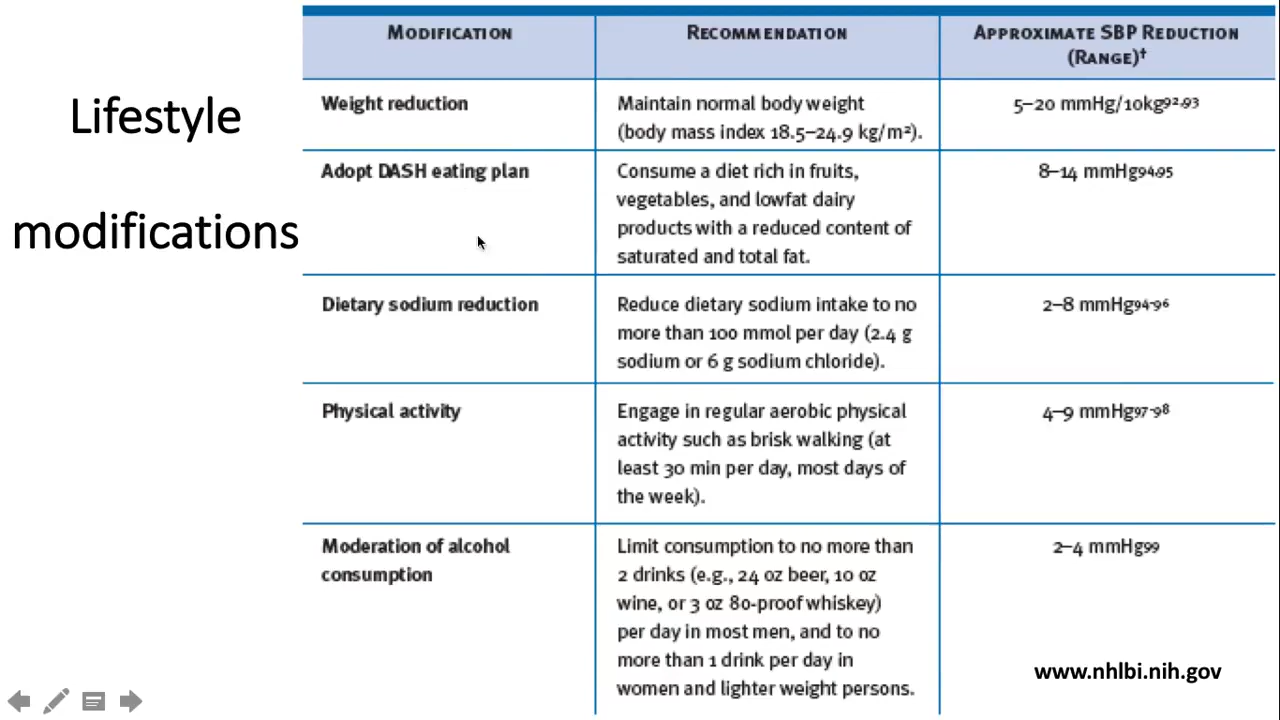 Lifestyle
modifications
MODIFICATION
RECOMMENDATION
APPROXIMATE SBP REDUCTION
(RANGE)†
Weight reduction
Maintain normal body weight
(body mass index 18.5–24.9 kg/m²).
5–20 mmHg/10kg92,93
Adopt DASH eating plan
Consume a diet rich in fruits,
vegetables, and lowfat dairy
products with a reduced content of
saturated and total fat.
8–14 mmHg94,95
Dietary sodium reduction
Reduce dietary sodium intake to no
more than 100 mmol per day (2.4 g
sodium or 6 g sodium chloride).
2–8 mmHg94-96
Physical activity
Engage in regular aerobic physical
activity such as brisk walking (at
least 30 min per day, most days of
the week).
4–9 mmHg97-98
Moderation of alcohol
consumption
Limit consumption to no more than
2 drinks (e.g., 24 oz beer, 10 oz
wine, or 3 oz 80-proof whiskey)
per day in most men, and to no
more than 1 drink per day in
women and lighter weight persons.
2–4 mmHg99
www.nhlbi.nih.gov